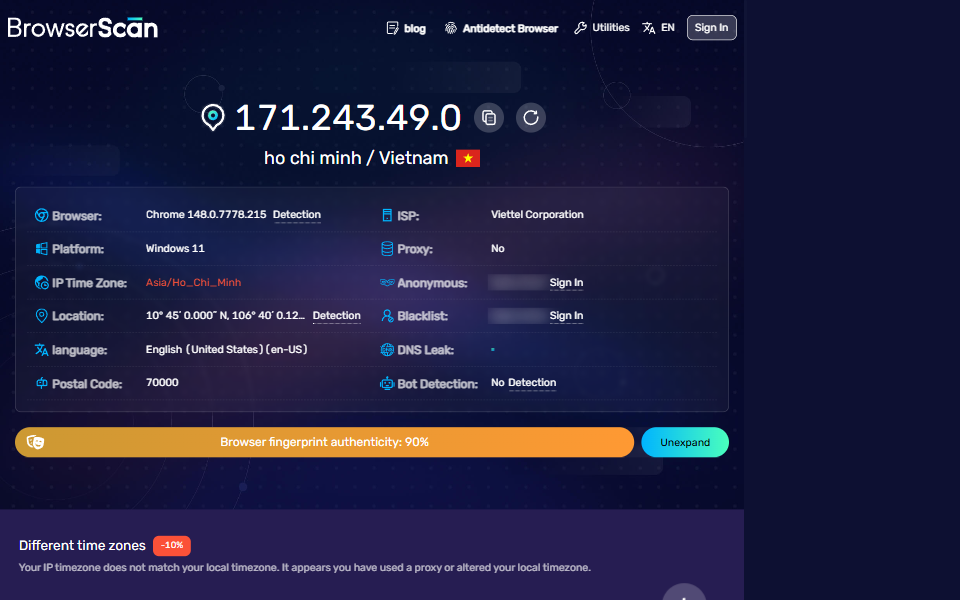 BrowserScan
blog Antidetect Browser Utilities EN Sign In
171.243.49.0
ho chi minh / Vietnam
Browser: Chrome 148.0.7778.215 Detection ISP: Viettel Corporation
Platform: Windows 11 Proxy: No
IP Time Zone: Asia/Ho_Chi_Minh Anonymous: Sign In
Location: 10° 45′ 0.000″ N, 106° 40′ 0.12... Detection Blacklist: Sign In
language: English (United States) (en-US) DNS Leak:
Postal Code: 70000 Bot Detection: No Detection
Browser fingerprint authenticity: 90% Unexpand
Different time zones -10%
Your IP timezone does not match your local timezone. It appears you have used a proxy or altered your local timezone.